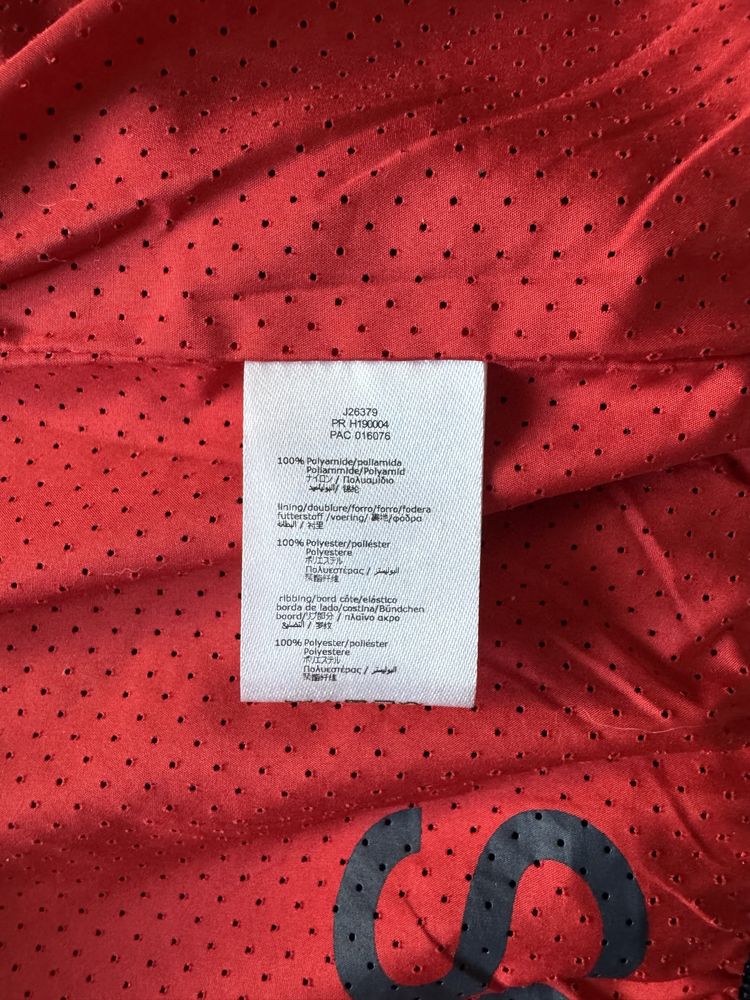 J26379
PR H190004
PAC 016076
100% Polyamide/poliamida
Poliammide/Polyamid
ナイロン / Πολυαμίδιο
البولياميد / 锦纶
lining/doublure/forro/forro/fodera
futterstoff /voering/ 裏地/φόδρα
البطانة / 衬里
100% Polyester/poliéster
Polyestere
ポリエステル
Πολυεστέρας / البوليستر
聚酯纤维
ribbing/bord côte/elástico
borda de lado/costina/Bündchen
boord/リブ部分 / πλαϊνο ακρο
/ 罗纹
100% Polyester/poliéster
Polyestere
ポリエステル
Πολυεστέρας / البوليستر
聚酯纤维
S